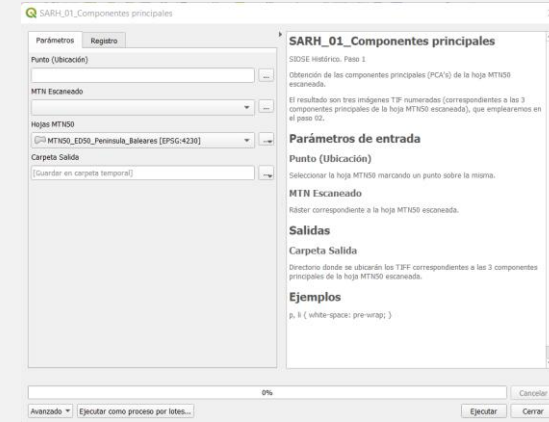 SARH_01_Componentes principales
Parámetros Registro
Punto (Ubicación)
...
MTN Escaneado
...
Hojas MTN50
MTN50_ED50_Peninsula_Baleares [EPSG:4230]
...
Carpeta Salida
[Guardar en carpeta temporal]
...
SARH_01_Componentes principales
SIOSE Histórico. Paso 1
Obtención de las componentes principales (PCA's) de la hoja MTN50
escaneada.
El resultado son tres imágenes TIF numeradas (correspondientes a las 3
componentes principales de la hoja MTN50 escaneada), que emplearemos en
el paso 02.
Parámetros de entrada
Punto (Ubicación)
Seleccionar la hoja MTN50 marcando un punto sobre la misma.
MTN Escaneado
Ráster correspondiente a la hoja MTN50 escaneada.
Salidas
Carpeta Salida
Directorio donde se ubicarán los TIFF correspondientes a las 3 componentes
principales de la hoja MTN50 escaneada.
Ejemplos
p, li { white-space: pre-wrap; }
0%
Cancelar
Avanzado Ejecutar como proceso por lotes... Ejecutar Cerrar